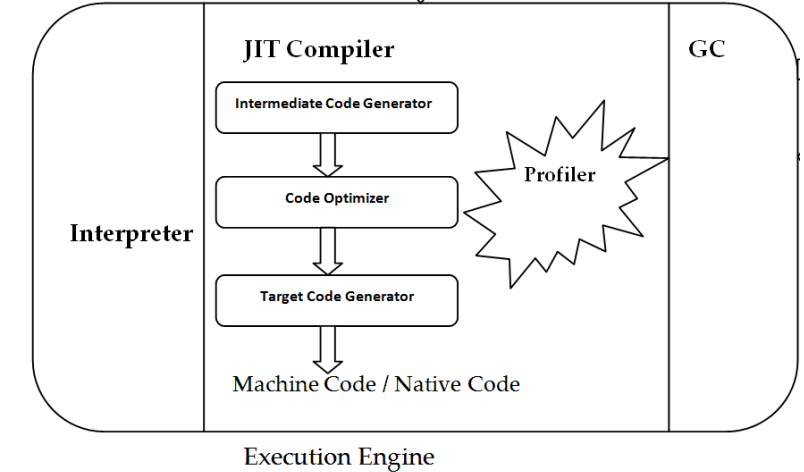 JIT Compiler
GC
Intermediate Code Generator
Profiler
Code Optimizer
Interpreter
Target Code Generator
Machine Code / Native Code
Execution Engine